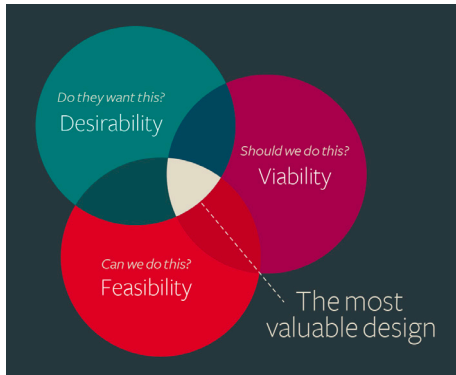 Do they want this?
Desirability
Should we do this?
Viability
Can we do this?
Feasibility
The most
valuable design